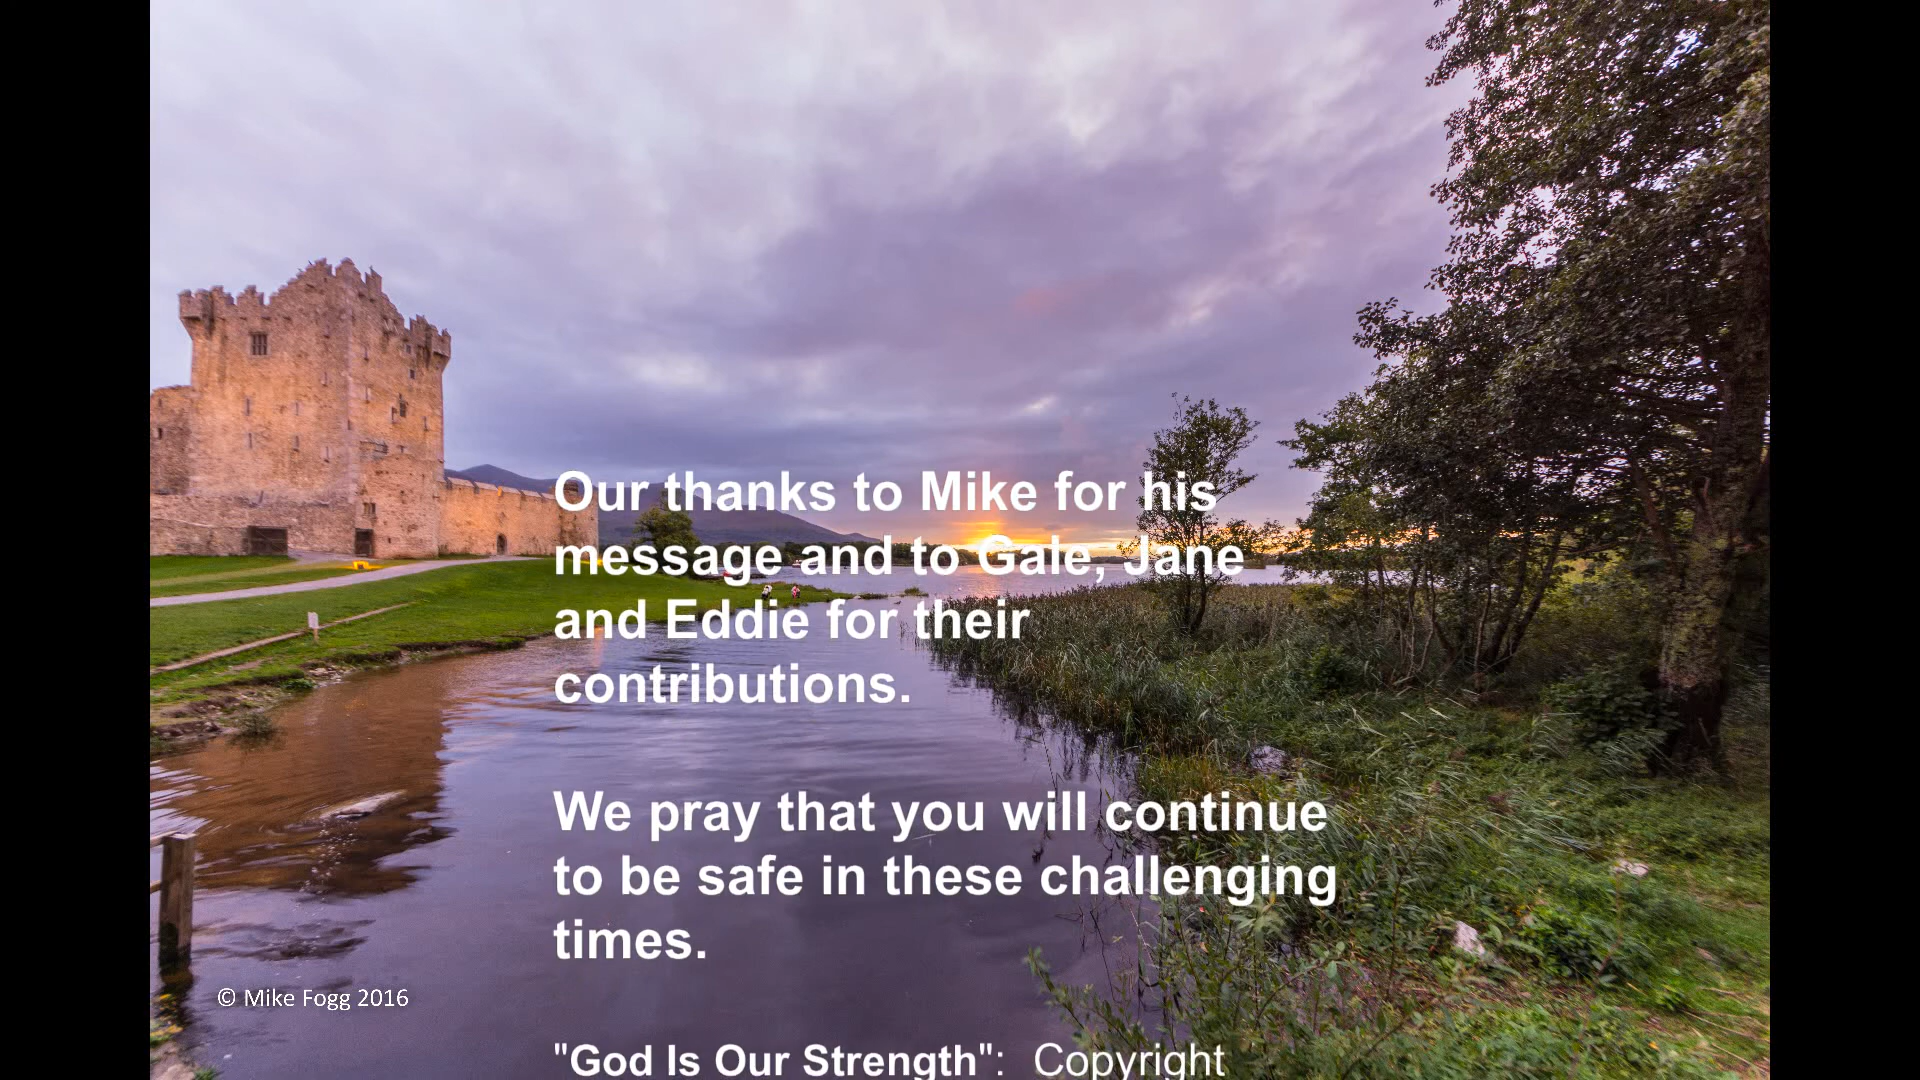 Our thanks to Mike for his
message and to Gale, Jane
and Eddie for their
contributions.
We pray that you will continue
to be safe in these challenging
times.
© Mike Fogg 2016
"God Is Our Strength":  Copyright